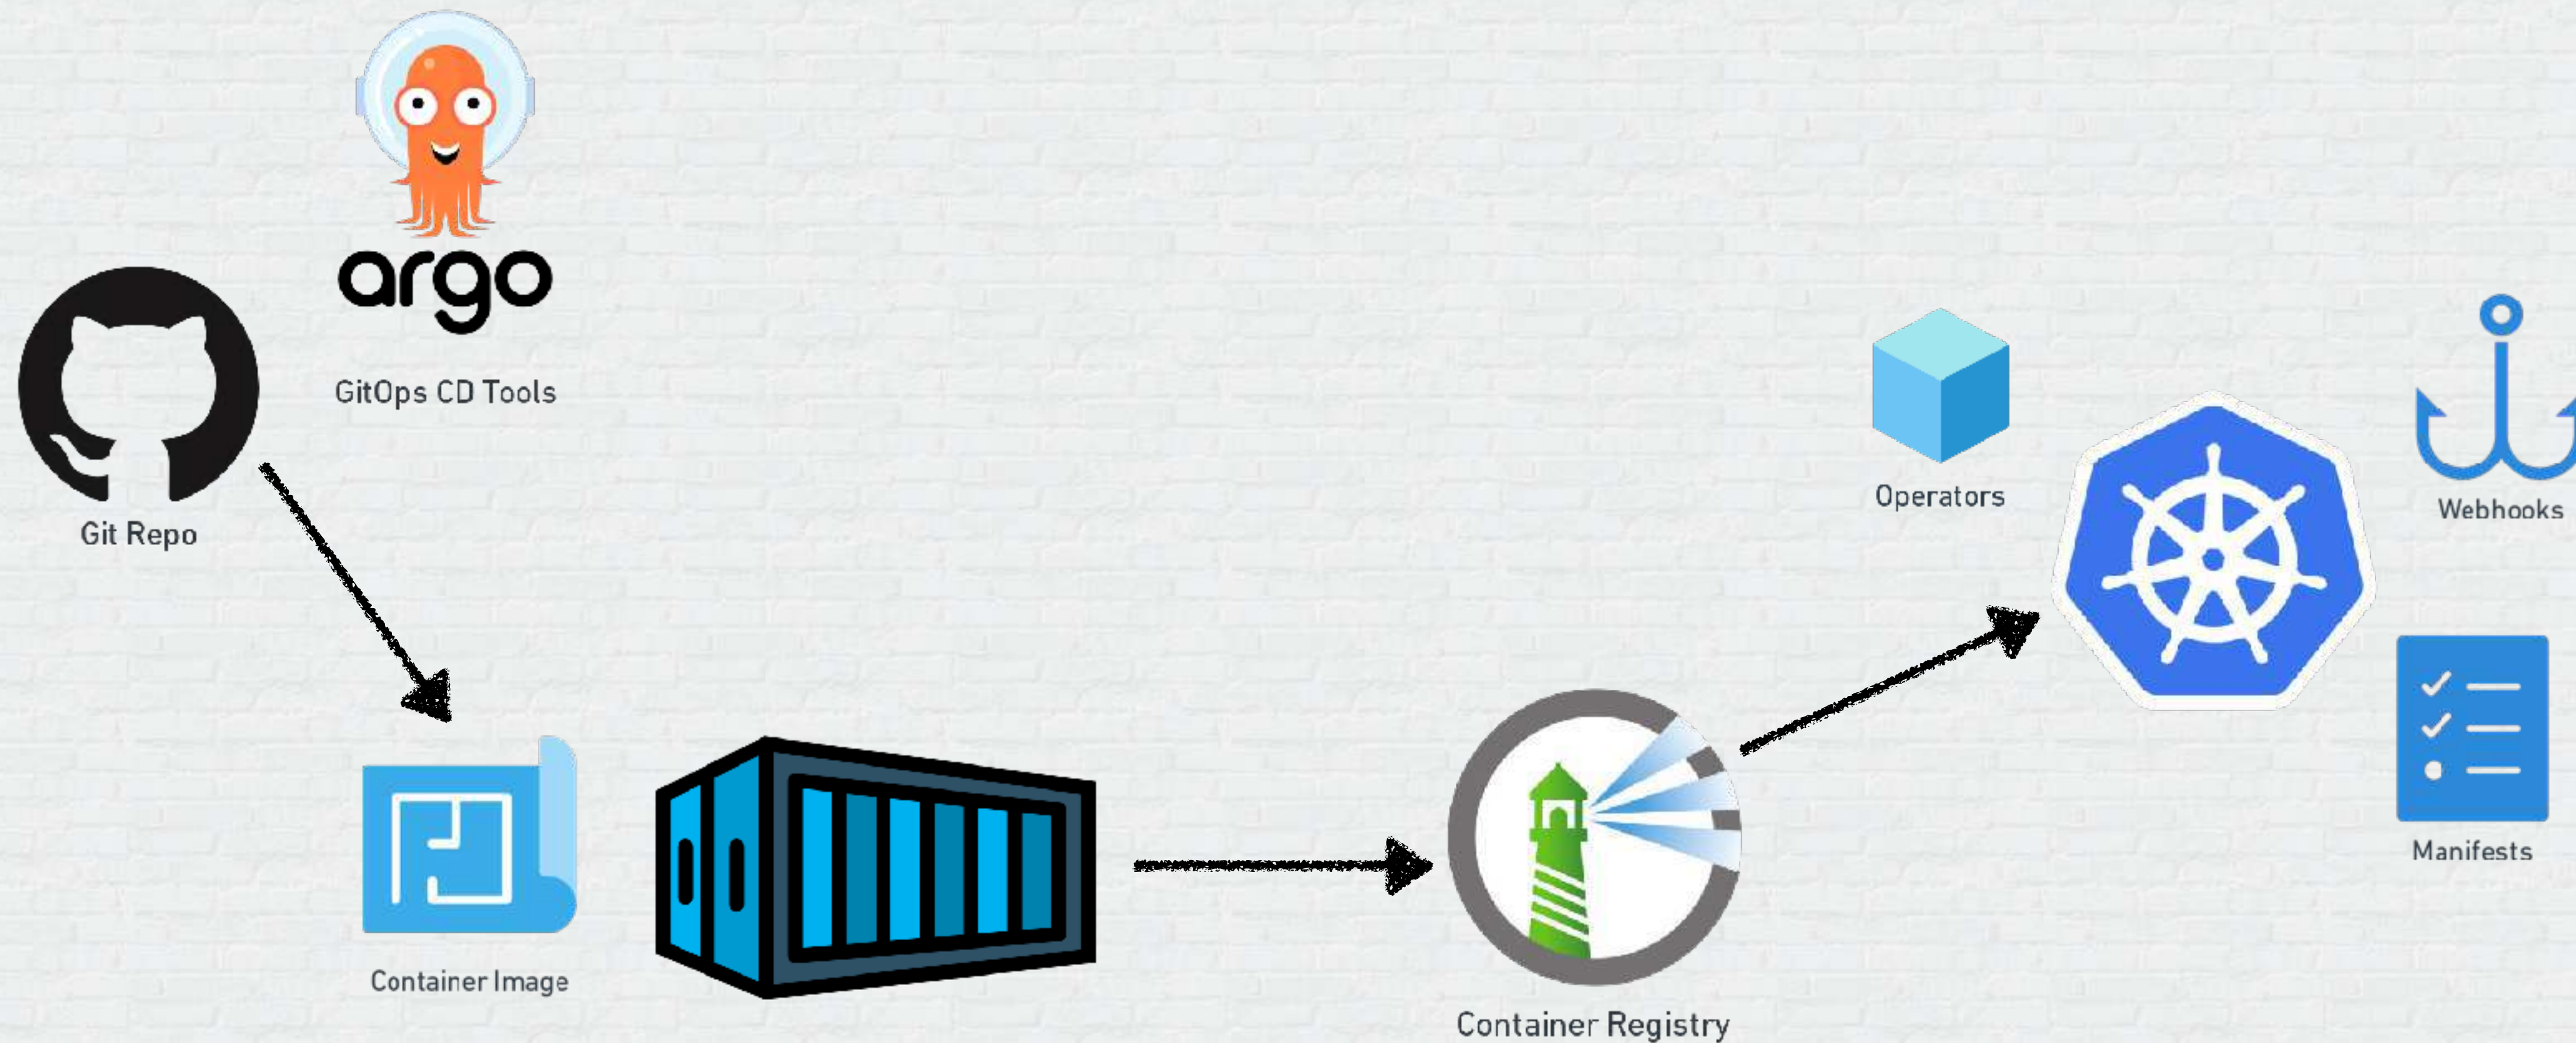 argo
GitOps CD Tools
Git Repo
Container Image
Container Registry
Operators
Webhooks
Manifests